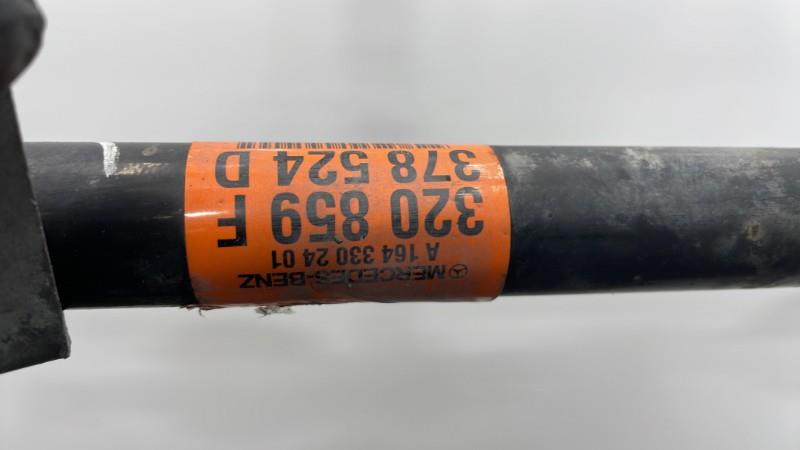 MERCEDES-BENZ
A 164 330 24 01
320 859 F
378 524 D